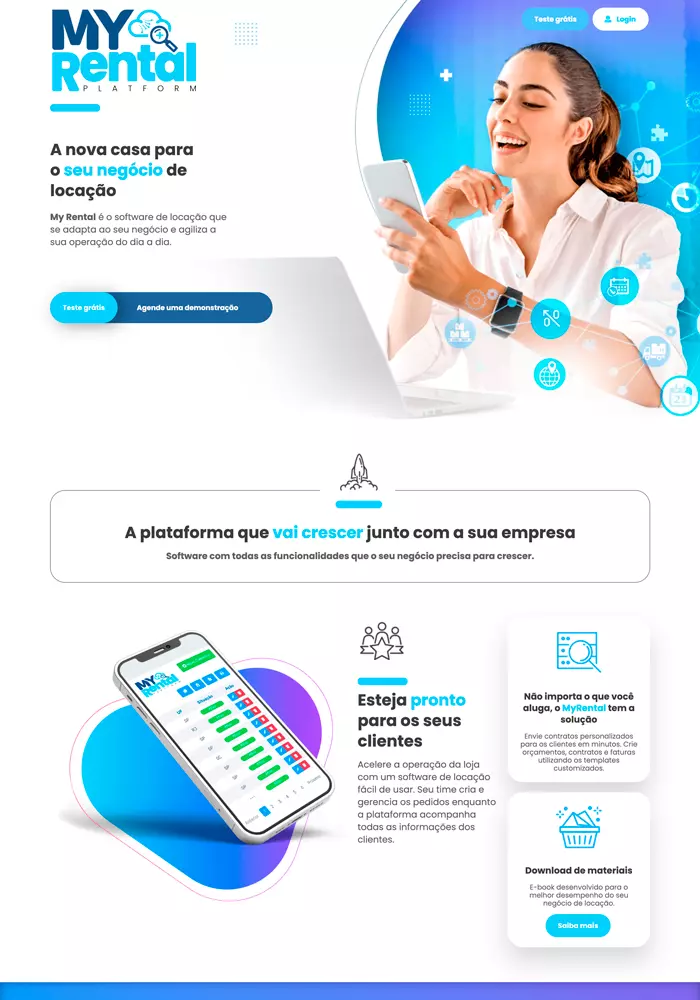 MY
Rental
PLATFORM
Teste grátis
Login
A nova casa para
o seu negócio de
locação
My Rental é o software de locação que
se adapta ao seu negócio e agiliza a
sua operação do dia a dia.
Teste grátis
Agende uma demonstração
A plataforma que vai crescer junto com a sua empresa
Software com todas as funcionalidades que o seu negócio precisa para crescer.
MY
Rental
Situação
Ação
Esteja pronto
para os seus
clientes
Acelere a operação da loja
com um software de locação
fácil de usar. Seu time cria e
gerencia os pedidos enquanto
a plataforma acompanha
todas as informações dos
clientes.
Não importa o que você
aluga, o MyRental tem a
solução
Envie contratos personalizados
para os clientes em minutos. Crie
orçamentos, contratos e faturas
utilizando os templates
customizados.
Download de materiais
E-book desenvolvido para o
melhor desempenho do seu
negócio de locação.
Saiba mais